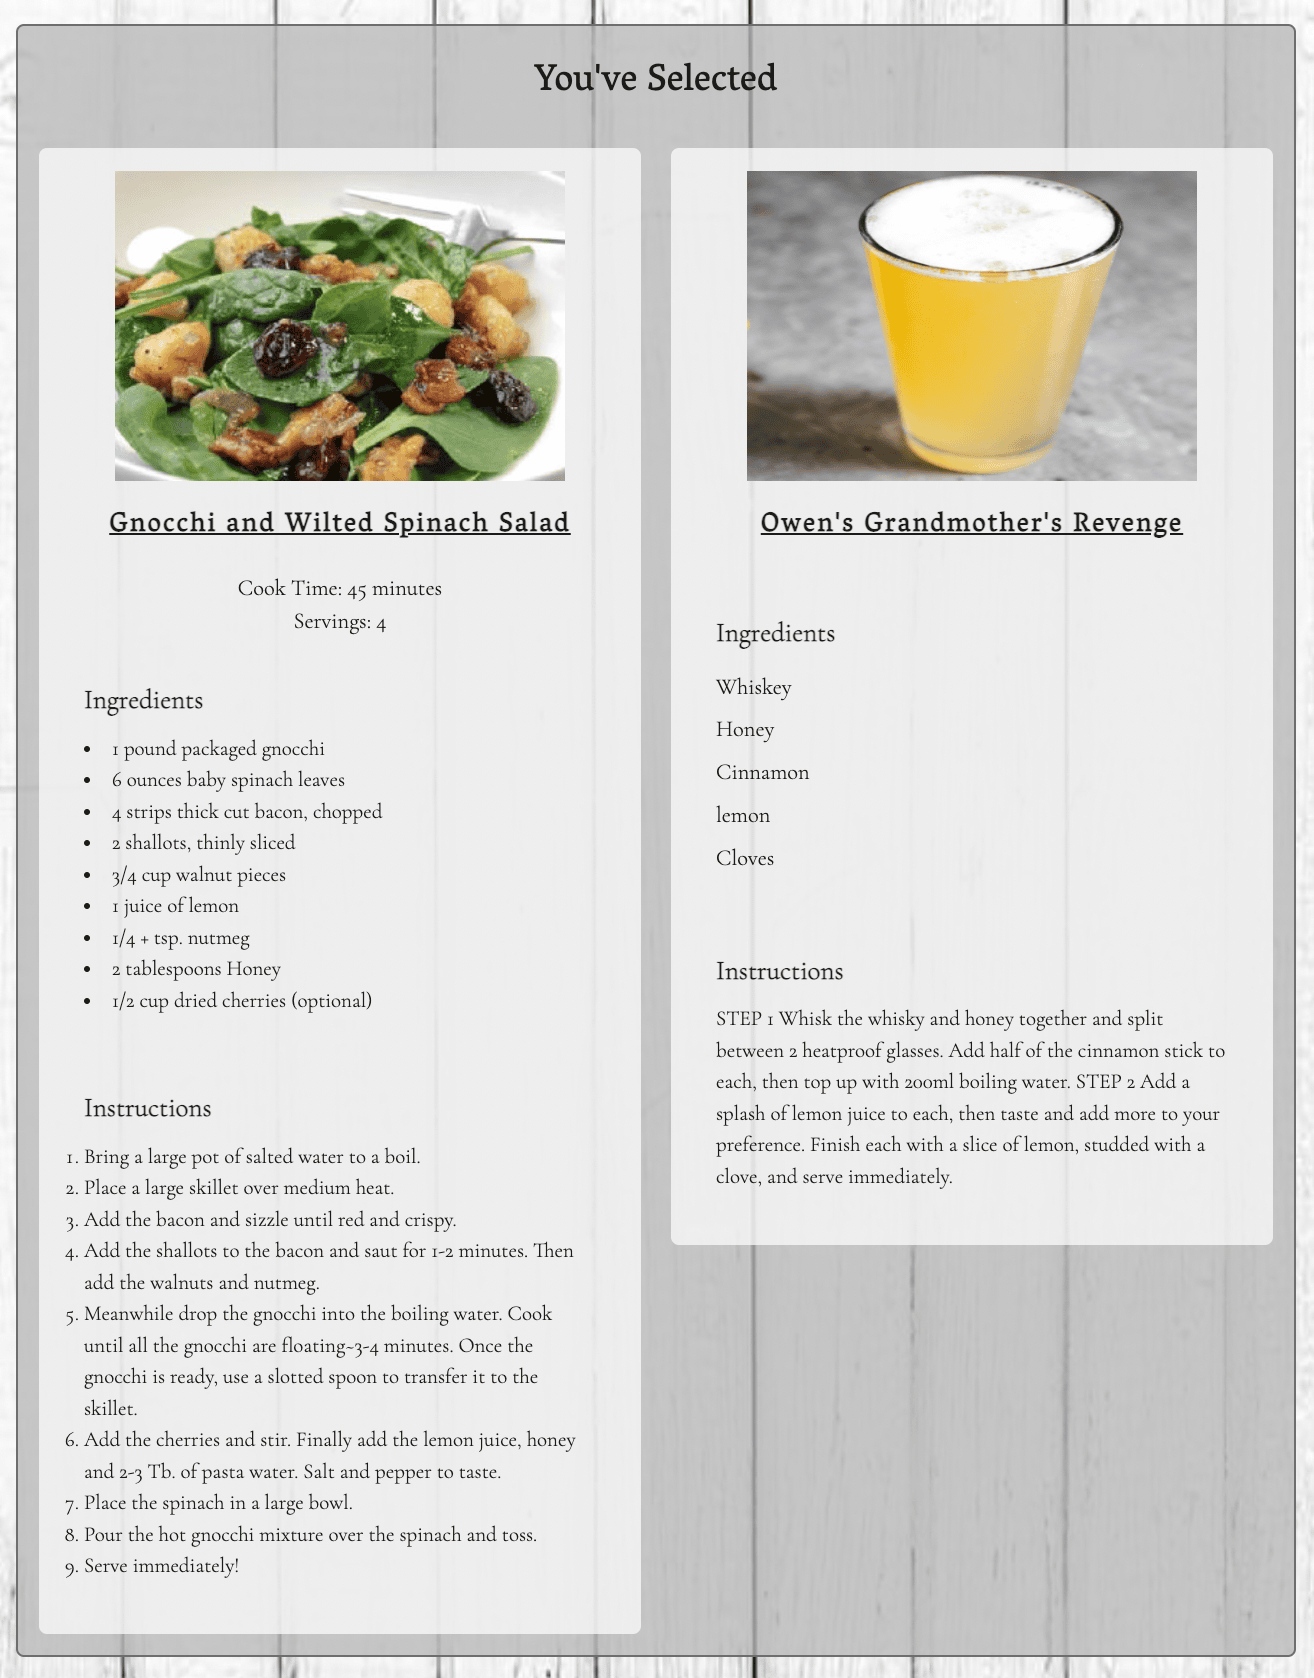 You've Selected
Gnocchi and Wilted Spinach Salad
Cook Time: 45 minutes
Servings: 4
Ingredients
1 pound packaged gnocchi
6 ounces baby spinach leaves
4 strips thick cut bacon, chopped
2 shallots, thinly sliced
3/4 cup walnut pieces
1 juice of lemon
1/4 + tsp. nutmeg
2 tablespoons Honey
1/2 cup dried cherries (optional)
Instructions
1. Bring a large pot of salted water to a boil.
2. Place a large skillet over medium heat.
3. Add the bacon and sizzle until red and crispy.
4. Add the shallots to the bacon and saut for 1-2 minutes. Then
add the walnuts and nutmeg.
5. Meanwhile drop the gnocchi into the boiling water. Cook
until all the gnocchi are floating~3-4 minutes. Once the
gnocchi is ready, use a slotted spoon to transfer it to the
skillet.
6. Add the cherries and stir. Finally add the lemon juice, honey
and 2-3 Tb. of pasta water. Salt and pepper to taste.
7. Place the spinach in a large bowl.
8. Pour the hot gnocchi mixture over the spinach and toss.
9. Serve immediately!
Owen's Grandmother's Revenge
Ingredients
Whiskey
Honey
Cinnamon
lemon
Cloves
Instructions
STEP 1 Whisk the whisky and honey together and split
between 2 heatproof glasses. Add half of the cinnamon stick to
each, then top up with 200ml boiling water. STEP 2 Add a
splash of lemon juice to each, then taste and add more to your
preference. Finish each with a slice of lemon, studded with a
clove, and serve immediately.